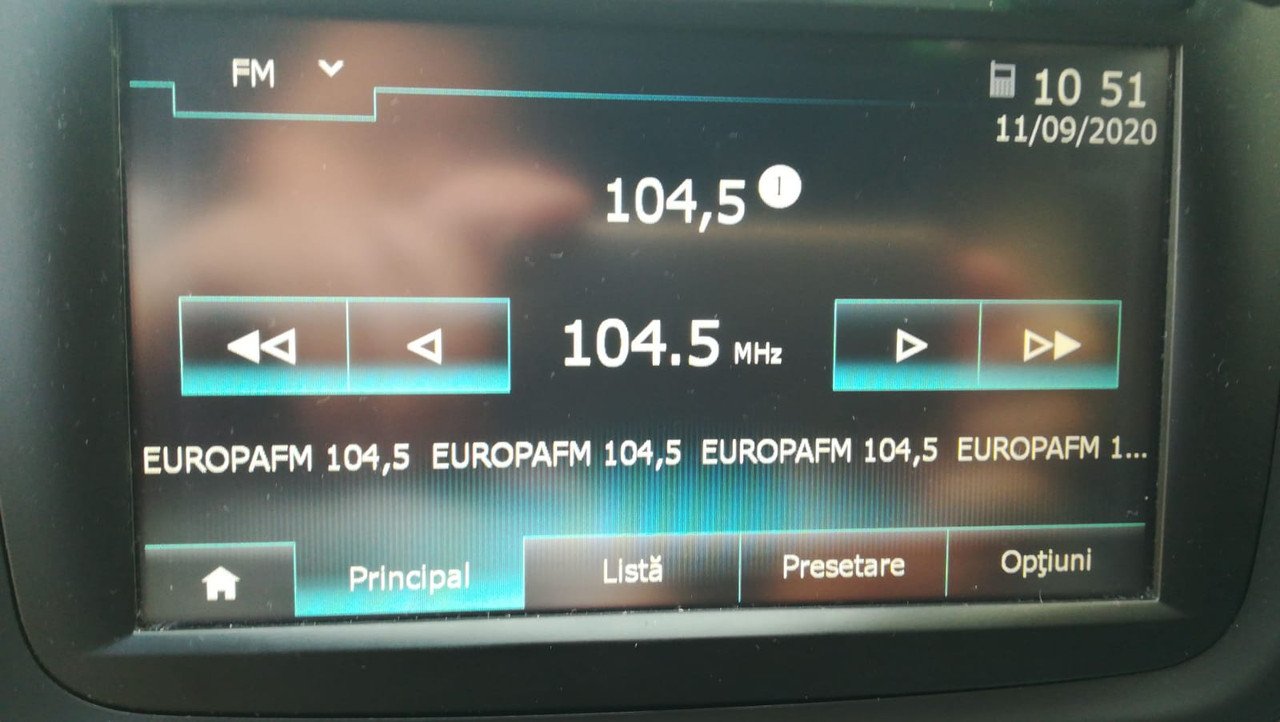 FM
10 51
11/09/2020
104,5 I
104.5 MHz
EUROPAFM 104,5 EUROPAFM 104,5 EUROPAFM 104,5 EUROPAFM 1...
Principal Listă Presetare Opţiuni